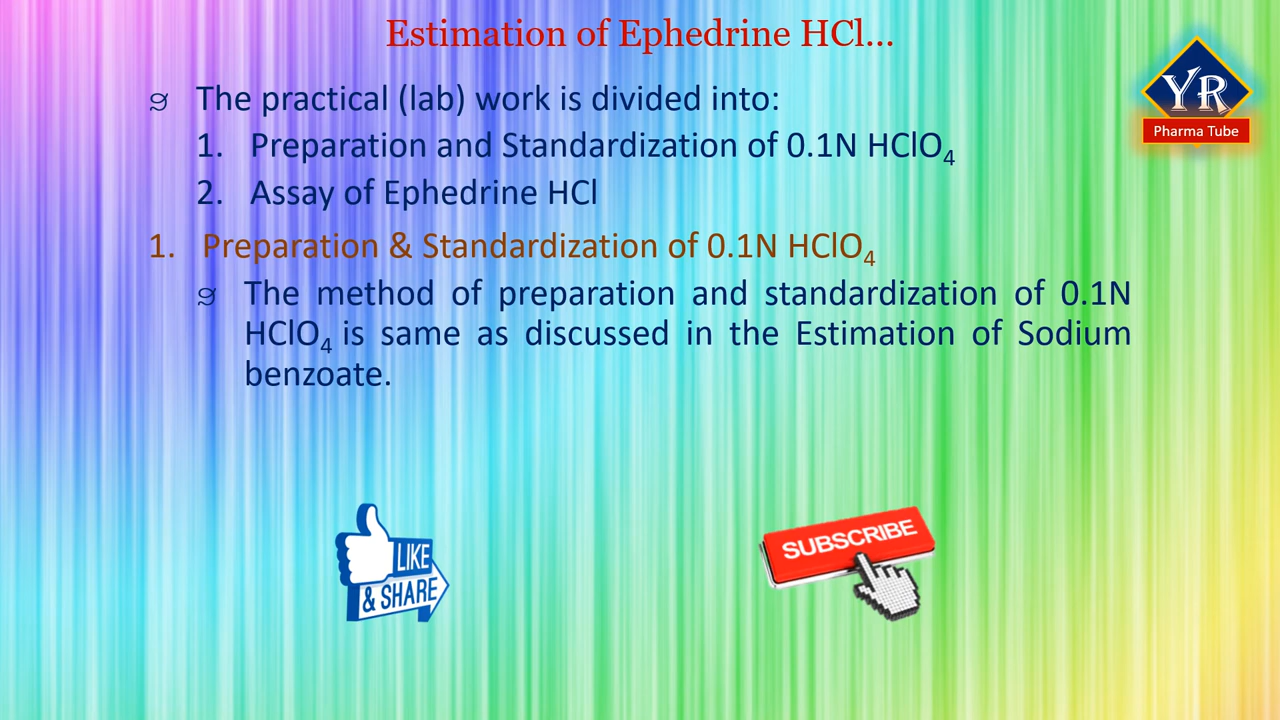 Estimation of Ephedrine HCl...
YR
Pharma Tube
The practical (lab) work is divided into:
1. Preparation and Standardization of 0.1N HClO₄
2. Assay of Ephedrine HCl
1. Preparation & Standardization of 0.1N HClO₄
The method of preparation and standardization of 0.1N
HClO₄ is same as discussed in the Estimation of Sodium
benzoate.
LIKE
& SHARE
SUBSCRIBE